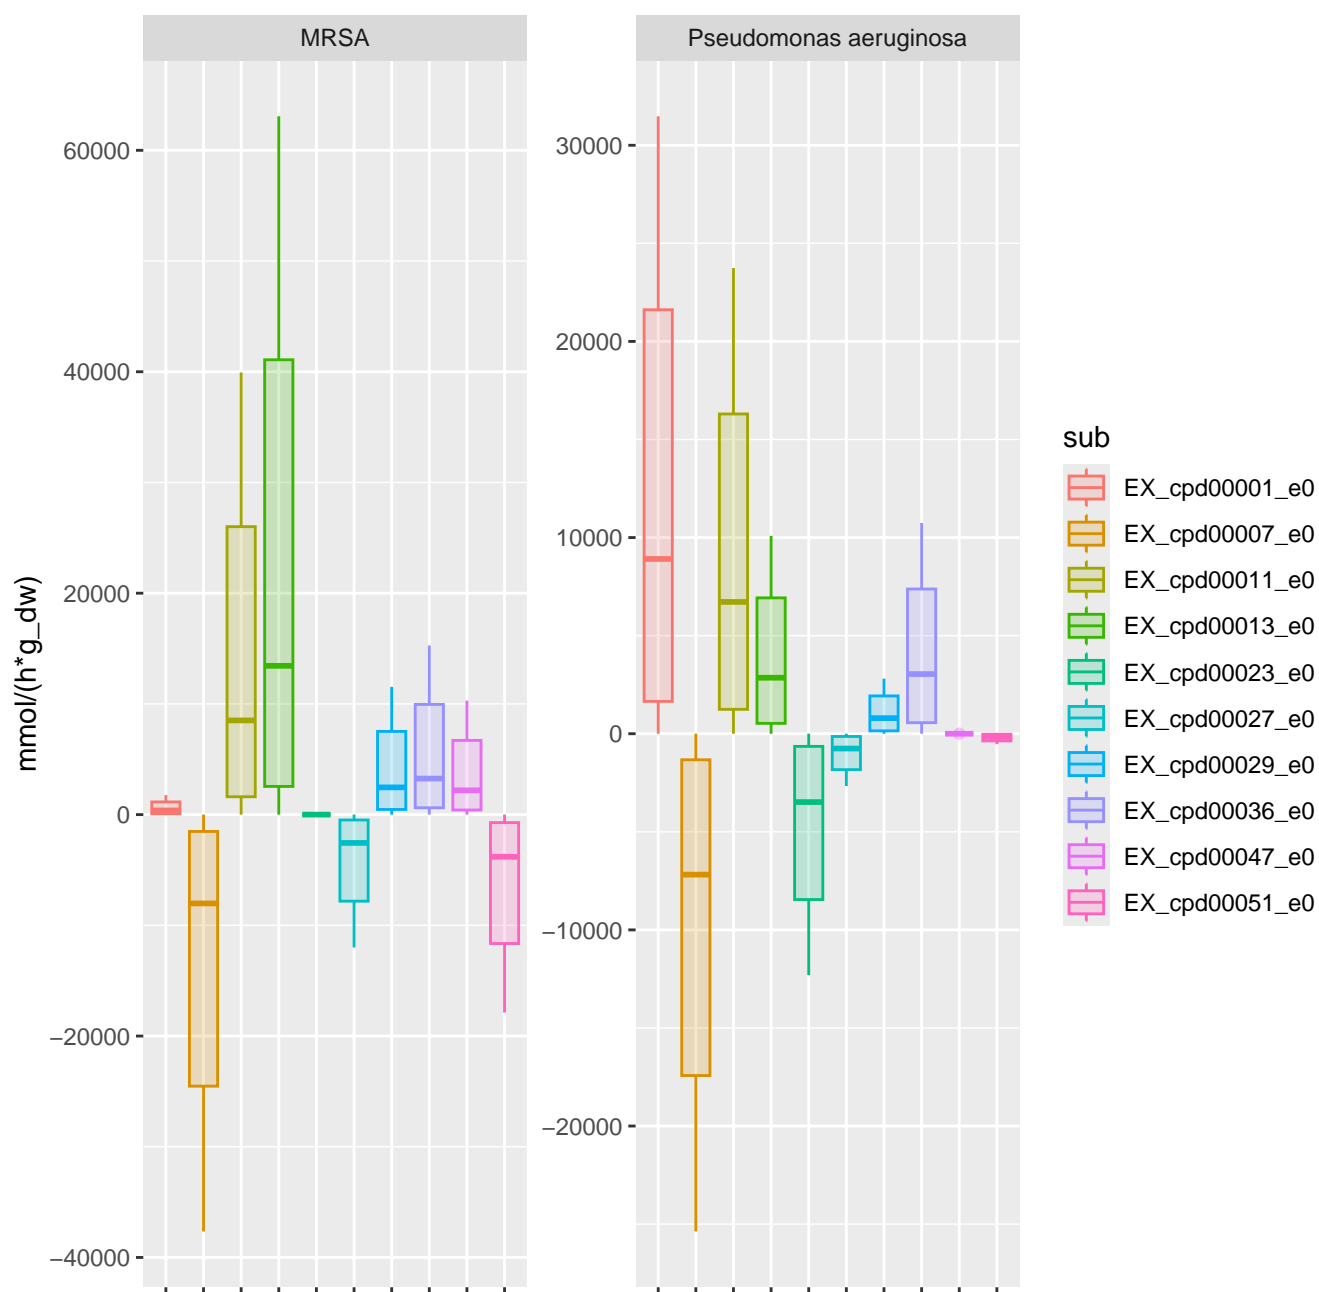 MRSA
Pseudomonas aeruginosa
mmol/(h*g_dw)
60000
40000
20000
0
−20000
−40000
30000
20000
10000
0
−10000
−20000
sub
EX_cpd00001_e0
EX_cpd00007_e0
EX_cpd00011_e0
EX_cpd00013_e0
EX_cpd00023_e0
EX_cpd00027_e0
EX_cpd00029_e0
EX_cpd00036_e0
EX_cpd00047_e0
EX_cpd00051_e0